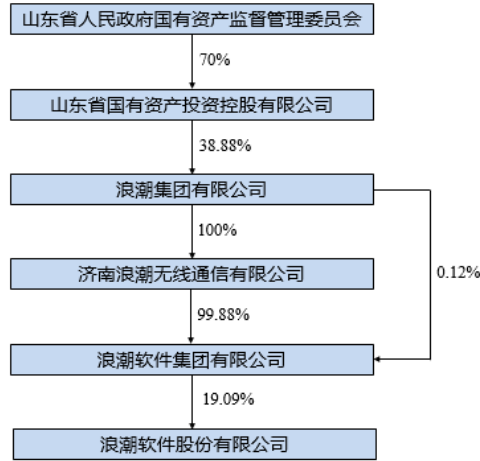 山东省人民政府国有资产监督管理委员会
70%
山东省国有资产投资控股有限公司
38.88%
浪潮集团有限公司
100%
济南浪潮无线通信有限公司
0.12%
99.88%
浪潮软件集团有限公司
19.09%
浪潮软件股份有限公司